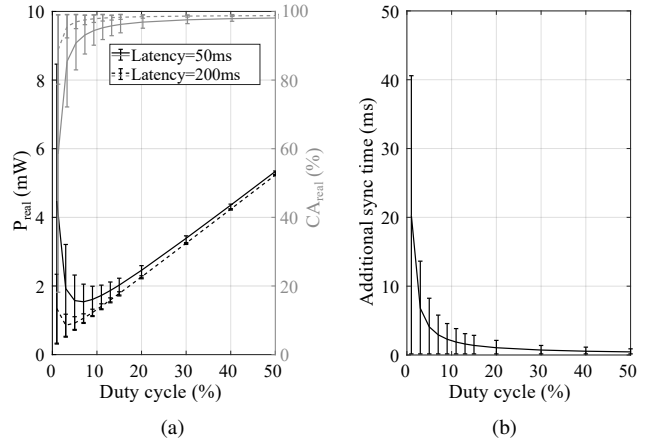 10
8
6
4
2
0
P_real (mW)
100
80
60
40
20
0
CA_real (%)
Latency=50ms
Latency=200ms
0 10 20 30 40 50
Duty cycle (%)
(a)
50
40
30
20
10
0
Additional sync time (ms)
0 10 20 30 40 50
Duty cycle (%)
(b)